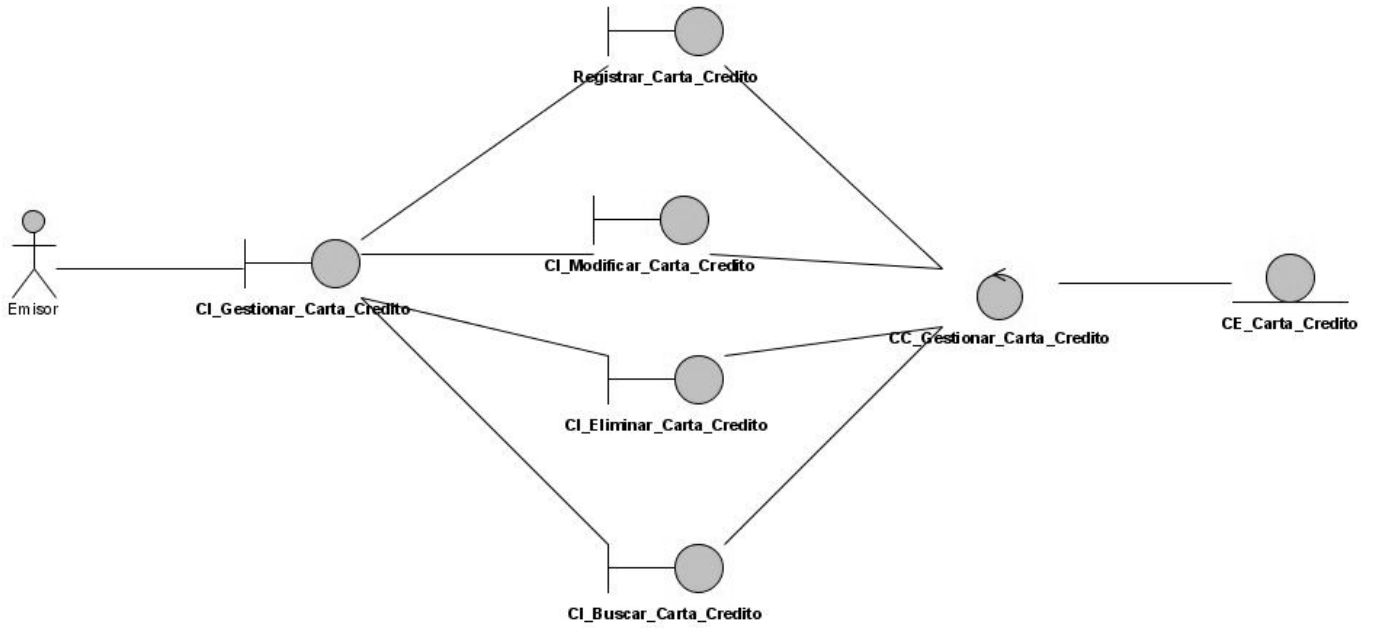 Registrar_Carta_Credito
CI_Modificar_Carta_Credito
Emisor
CI_Gestionar_Carta_Credito
CC_Gestionar_Carta_Credito
CE_Carta_Credito
CI_Eliminar_Carta_Credito
CI_Buscar_Carta_Credito